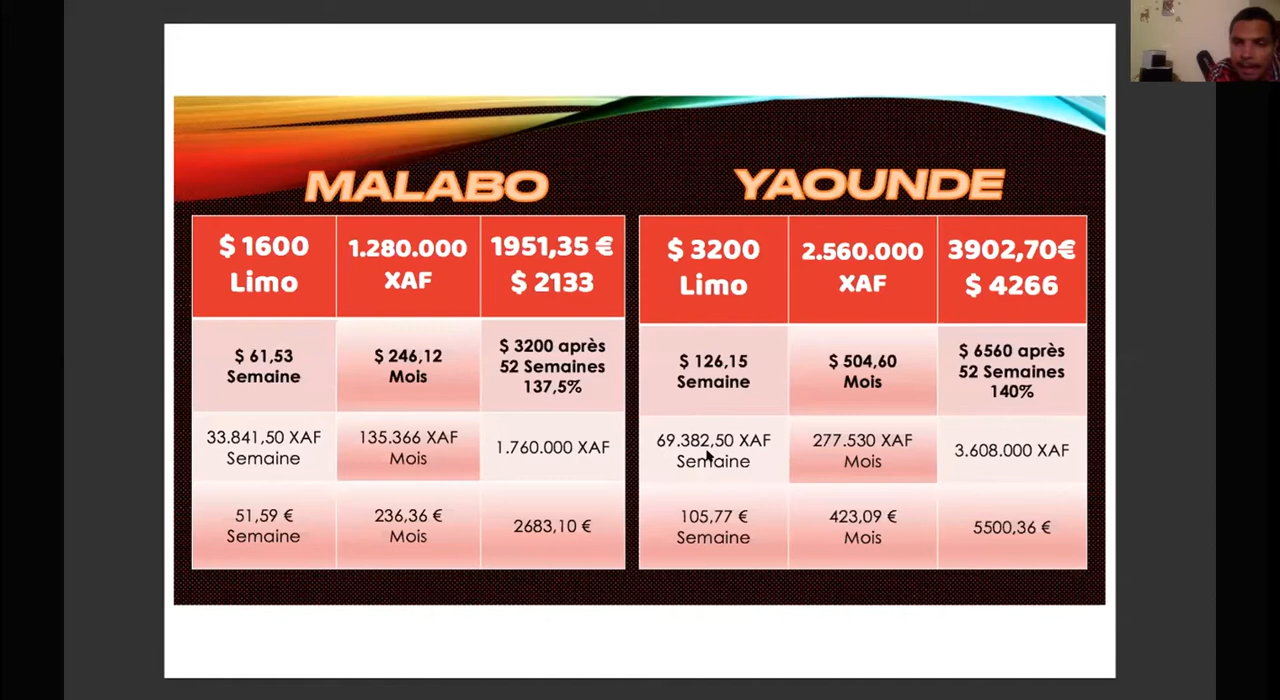 MALABO
$ 1600
Limo
1.280.000
XAF
1951,35 €
$ 2133
$ 61,53
Semaine
$ 246,12
Mois
$ 3200 après
52 Semaines
137,5%
33.841,50 XAF
Semaine
135.366 XAF
Mois
1.760.000 XAF
51,59 €
Semaine
236,36 €
Mois
2683,10 €
YAOUNDE
$ 3200
Limo
2.560.000
XAF
3902,70€
$ 4266
$ 126,15
Semaine
$ 504,60
Mois
$ 6560 après
52 Semaines
140%
69.382,50 XAF
Semaine
277.530 XAF
Mois
3.608.000 XAF
105,77 €
Semaine
423,09 €
Mois
5500,36 €